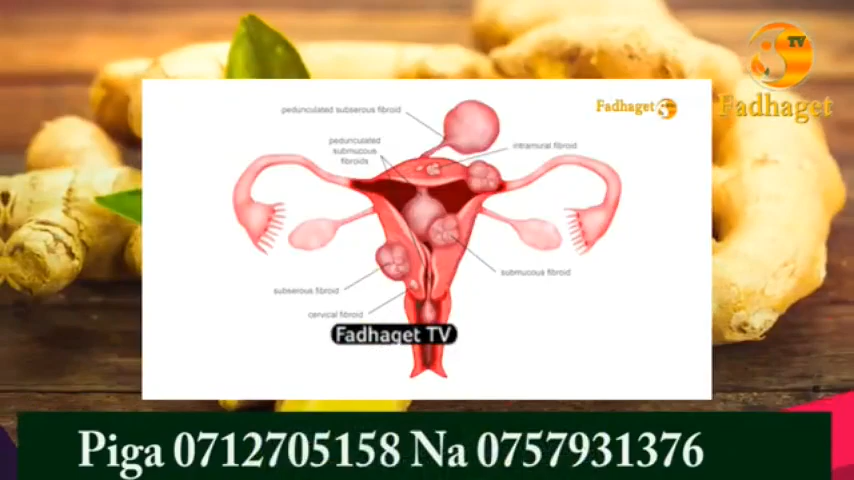 TV
Fadhaget
Fadhaget
pedunculated subserous fibroid
pedunculated
submucous
fibroids
intramural fibroid
submucous fibroid
subserous fibroid
cervical fibroid
Fadhaget TV
Piga 0712705158 Na 0757931376